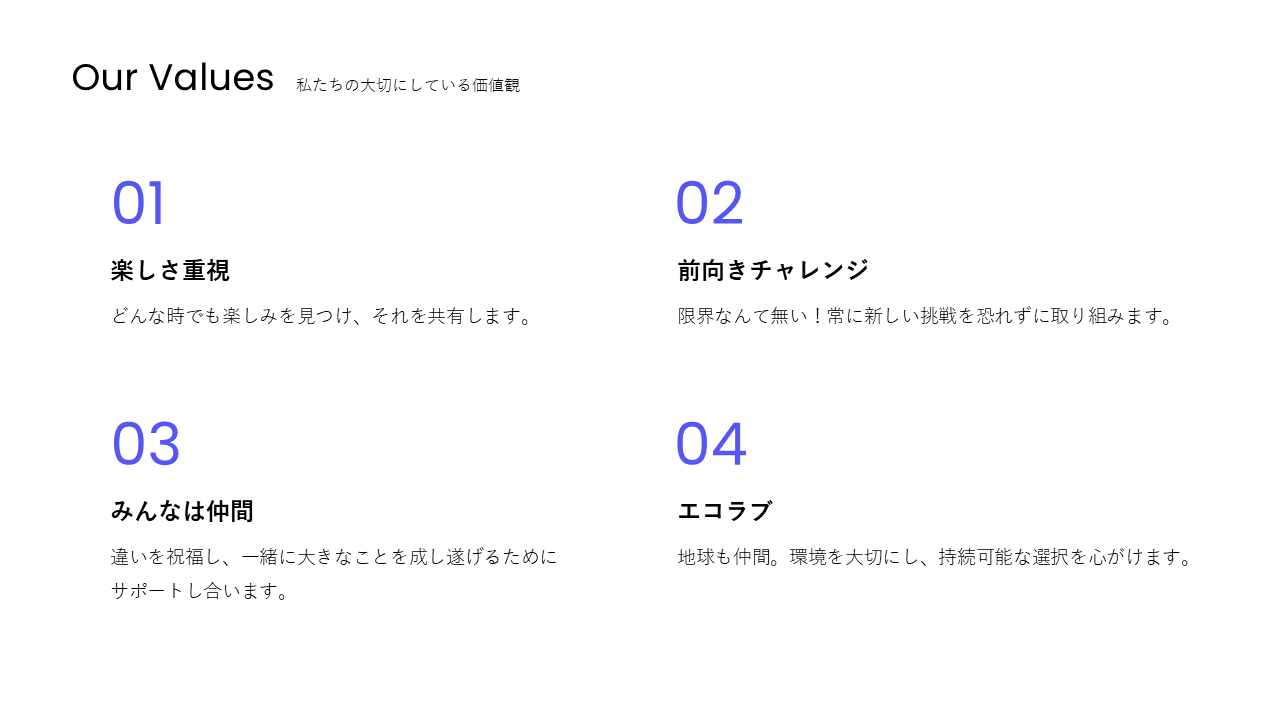 Our Values 私たちの大切にしている価値観
01
楽しさ重視
どんな時でも楽しみを見つけ、それを共有します。
02
前向きチャレンジ
限界なんて無い！常に新しい挑戦を恐れずに取り組みます。
03
みんなは仲間
違いを祝福し、一緒に大きなことを成し遂げるために
サポートし合います。
04
エコラブ
地球も仲間。環境を大切にし、持続可能な選択を心がけます。